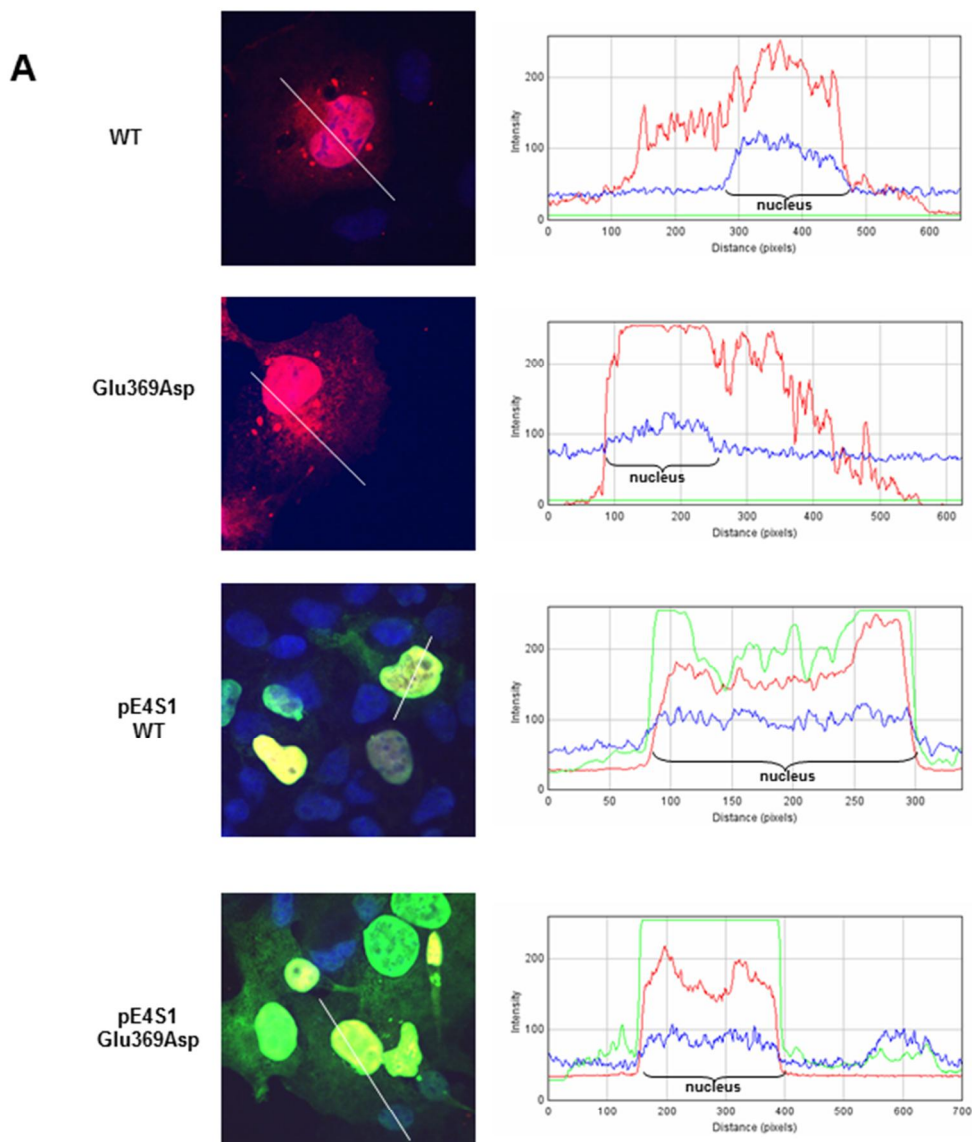 A
WT
Intensity
200
100
0
0 100 200 300 400 500 600
nucleus
Distance (pixels)
Glu369Asp
Intensity
200
100
0
0 100 200 300 400 500 600
nucleus
Distance (pixels)
pE4S1
WT
Intensity
200
100
0
0 50 100 150 200 250 300
nucleus
Distance (pixels)
pE4S1
Glu369Asp
Intensity
200
100
0
0 100 200 300 400 500 600 700
nucleus
Distance (pixels)